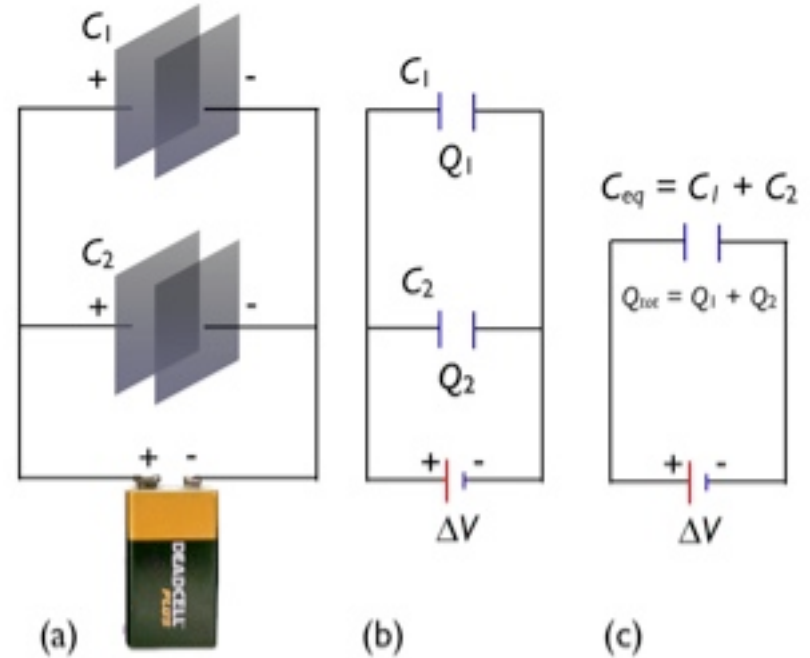 C1
+ -
C2
+ -
+ -
DEADCELL
PLUS
(a)
C1
Q1
C2
Q2
+ -
ΔV
(b)
Ceq = C1 + C2
Qtot = Q1 + Q2
+ -
ΔV
(c)